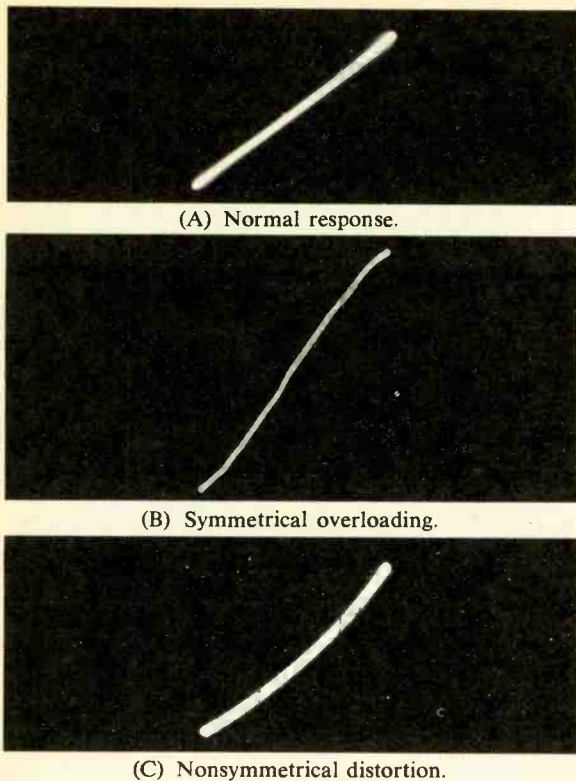 (A) Normal response.
(B) Symmetrical overloading.
(C) Nonsymmetrical distortion.